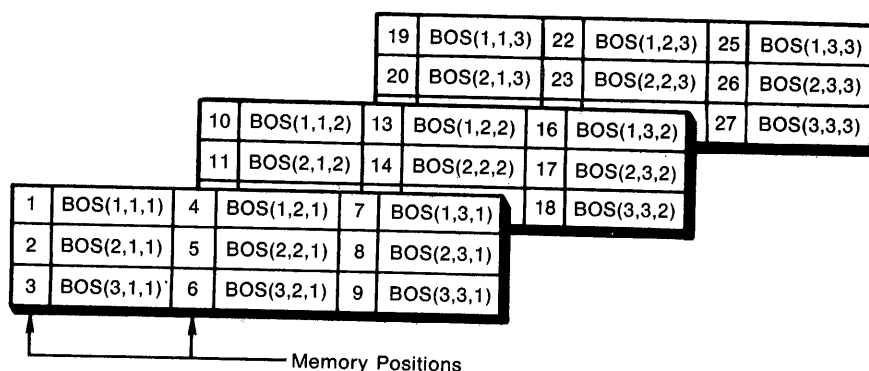 19 BOS(1,1,3) 22 BOS(1,2,3) 25 BOS(1,3,3)
20 BOS(2,1,3) 23 BOS(2,2,3) 26 BOS(2,3,3)
27 BOS(3,3,3)
10 BOS(1,1,2) 13 BOS(1,2,2) 16 BOS(1,3,2)
11 BOS(2,1,2) 14 BOS(2,2,2) 17 BOS(2,3,2)
18 BOS(3,3,2)
1 BOS(1,1,1) 4 BOS(1,2,1) 7 BOS(1,3,1)
2 BOS(2,1,1) 5 BOS(2,2,1) 8 BOS(2,3,1)
3 BOS(3,1,1) 6 BOS(3,2,1) 9 BOS(3,3,1)
Memory Positions